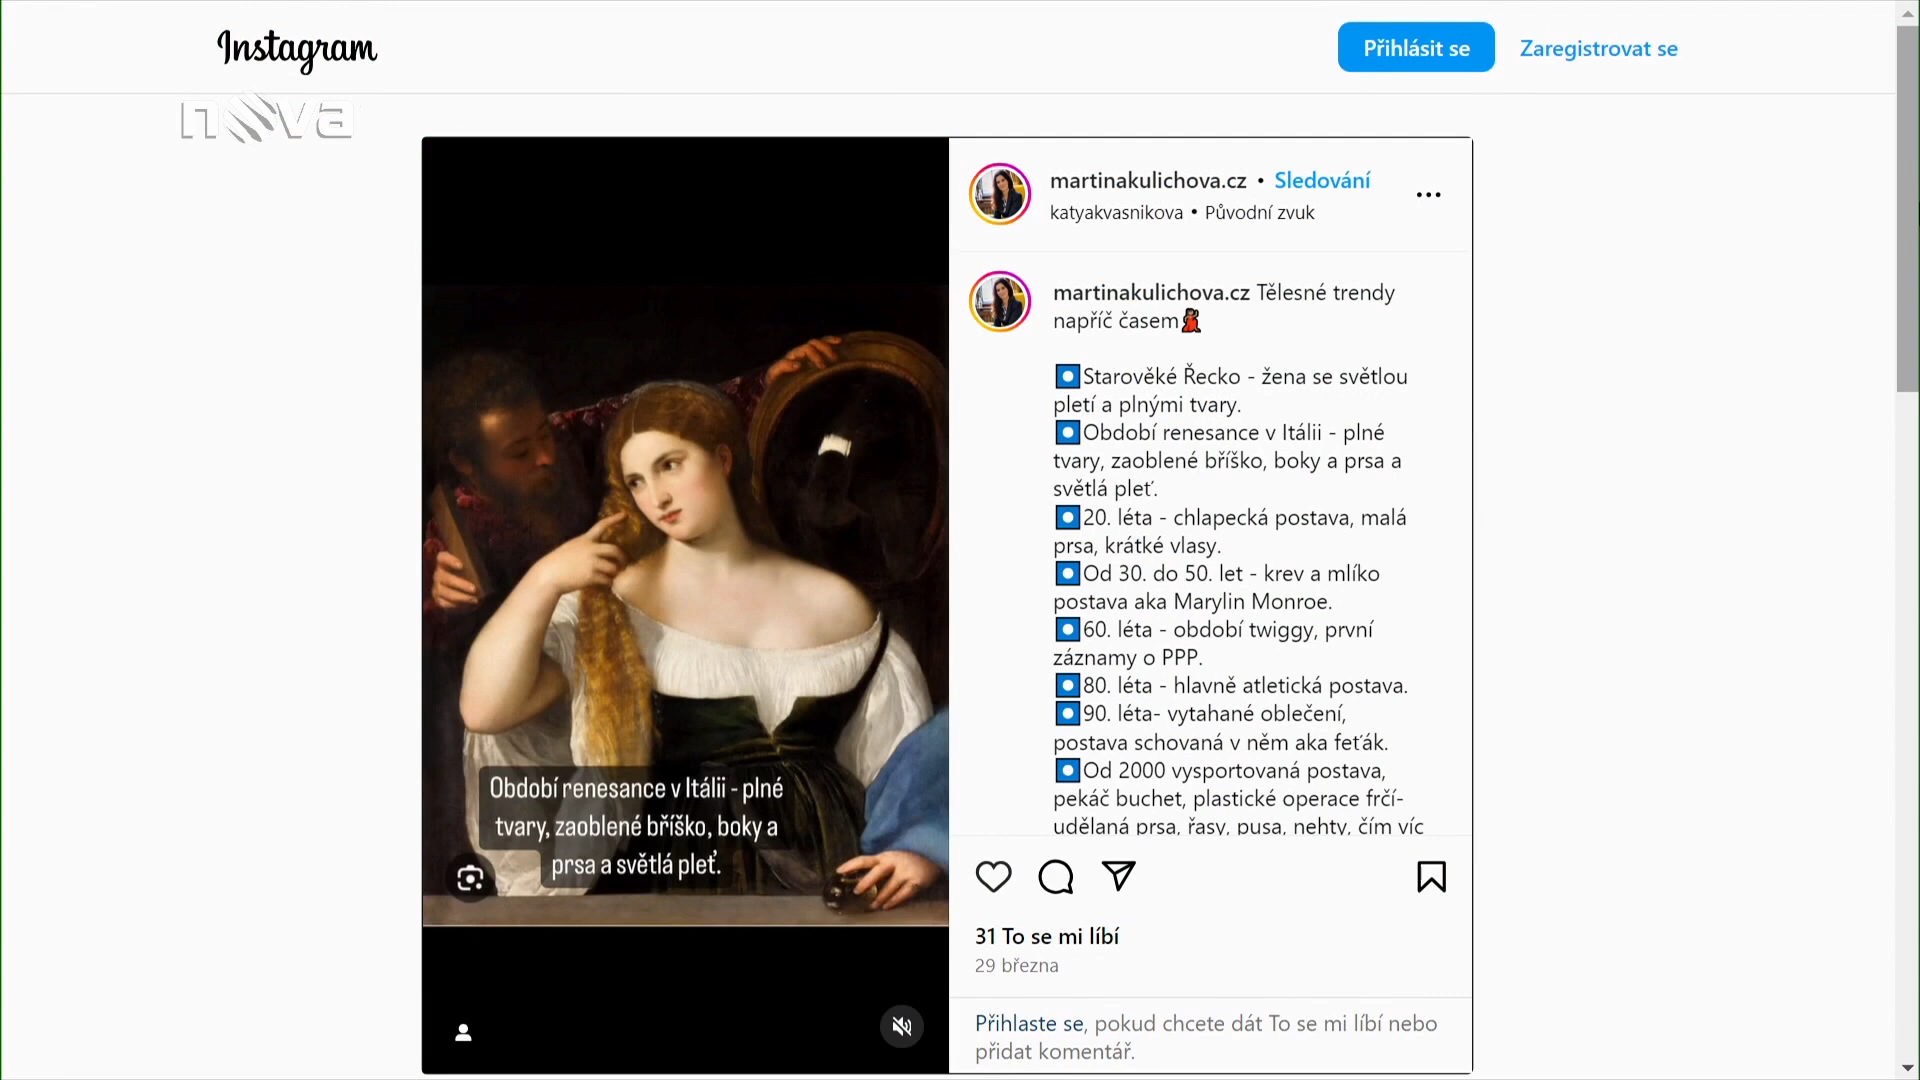 Instagram
Přihlásit se
Zaregistrovat se
nova
martinakulichova.cz • Sledování
katyakvasnikova • Původní zvuk
martinakulichova.cz Tělesné trendy
napříč časem
Starověké Řecko - žena se světlou
pletí a plnými tvary.
Období renesance v Itálii - plné
tvary, zaoblené bříško, boky a prsa a
světlá pleť.
20. léta - chlapecká postava, malá
prsa, krátké vlasy.
Od 30. do 50. let - krev a mlíko
postava aka Marylin Monroe.
60. léta - období twiggy, první
záznamy o PPP.
80. léta - hlavně atletická postava.
90. léta- vytahané oblečení,
postava schovaná v něm aka feťák.
Od 2000 vysportovaná postava,
pekáč buchet, plastické operace frčí-
udělaná prsa, řasy, pusa, nehty, čím víc
Období renesance v Itálii - plné
tvary, zaoblené bříško, boky a
prsa a světlá pleť.
31 To se mi líbí
29 března
Přihlaste se, pokud chcete dát To se mi líbí nebo
přidat komentář.